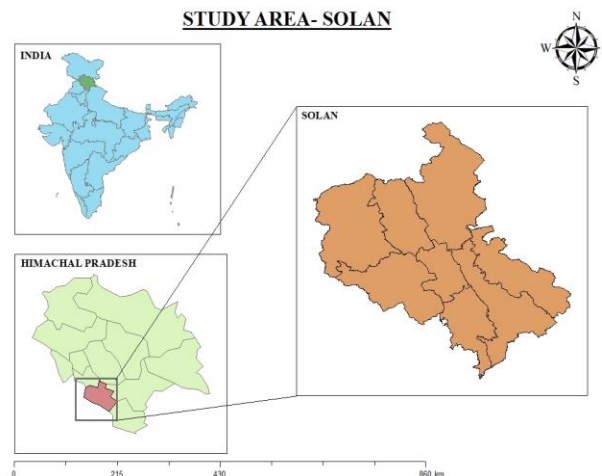 STUDY AREA- SOLAN
N
W E
S
INDIA
SOLAN
HIMACHAL PRADESH
0 215 430 860 km